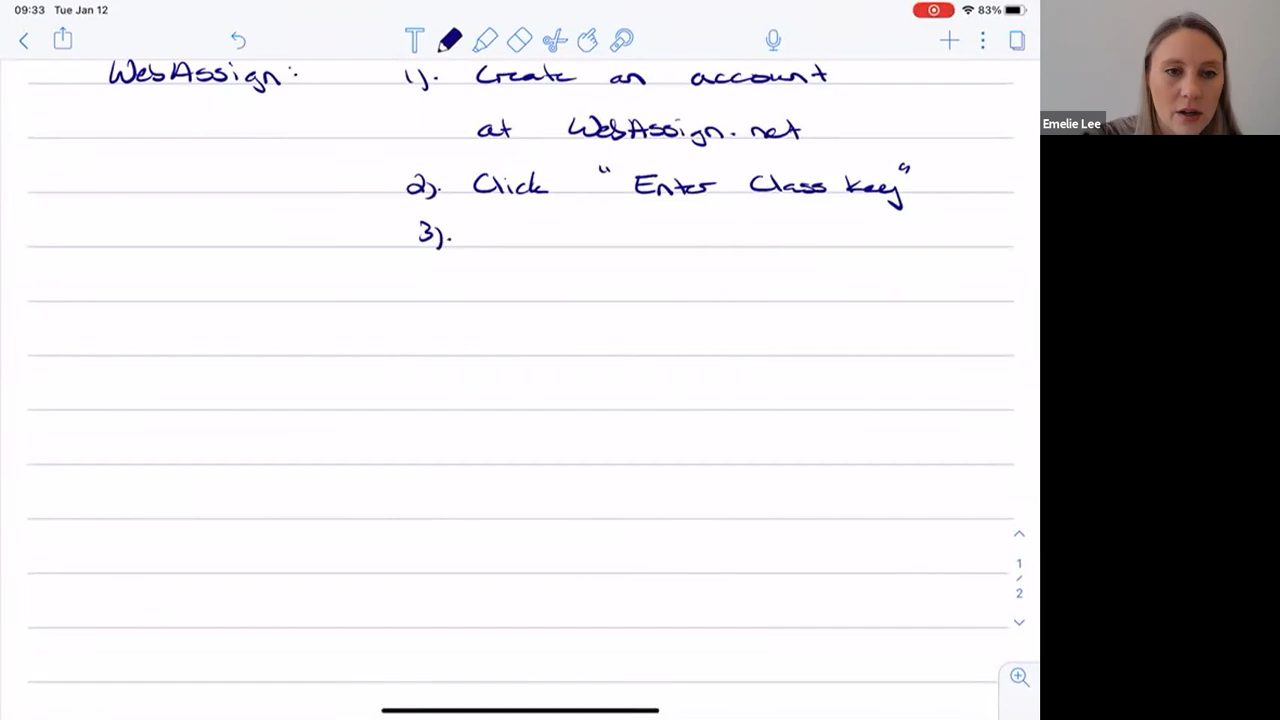 09:33 Tue Jan 12
83%
WebAssign: 1). Create an account
at WebAssign.net
2). Click "Enter Class key"
3).
Emelie Lee
1
2